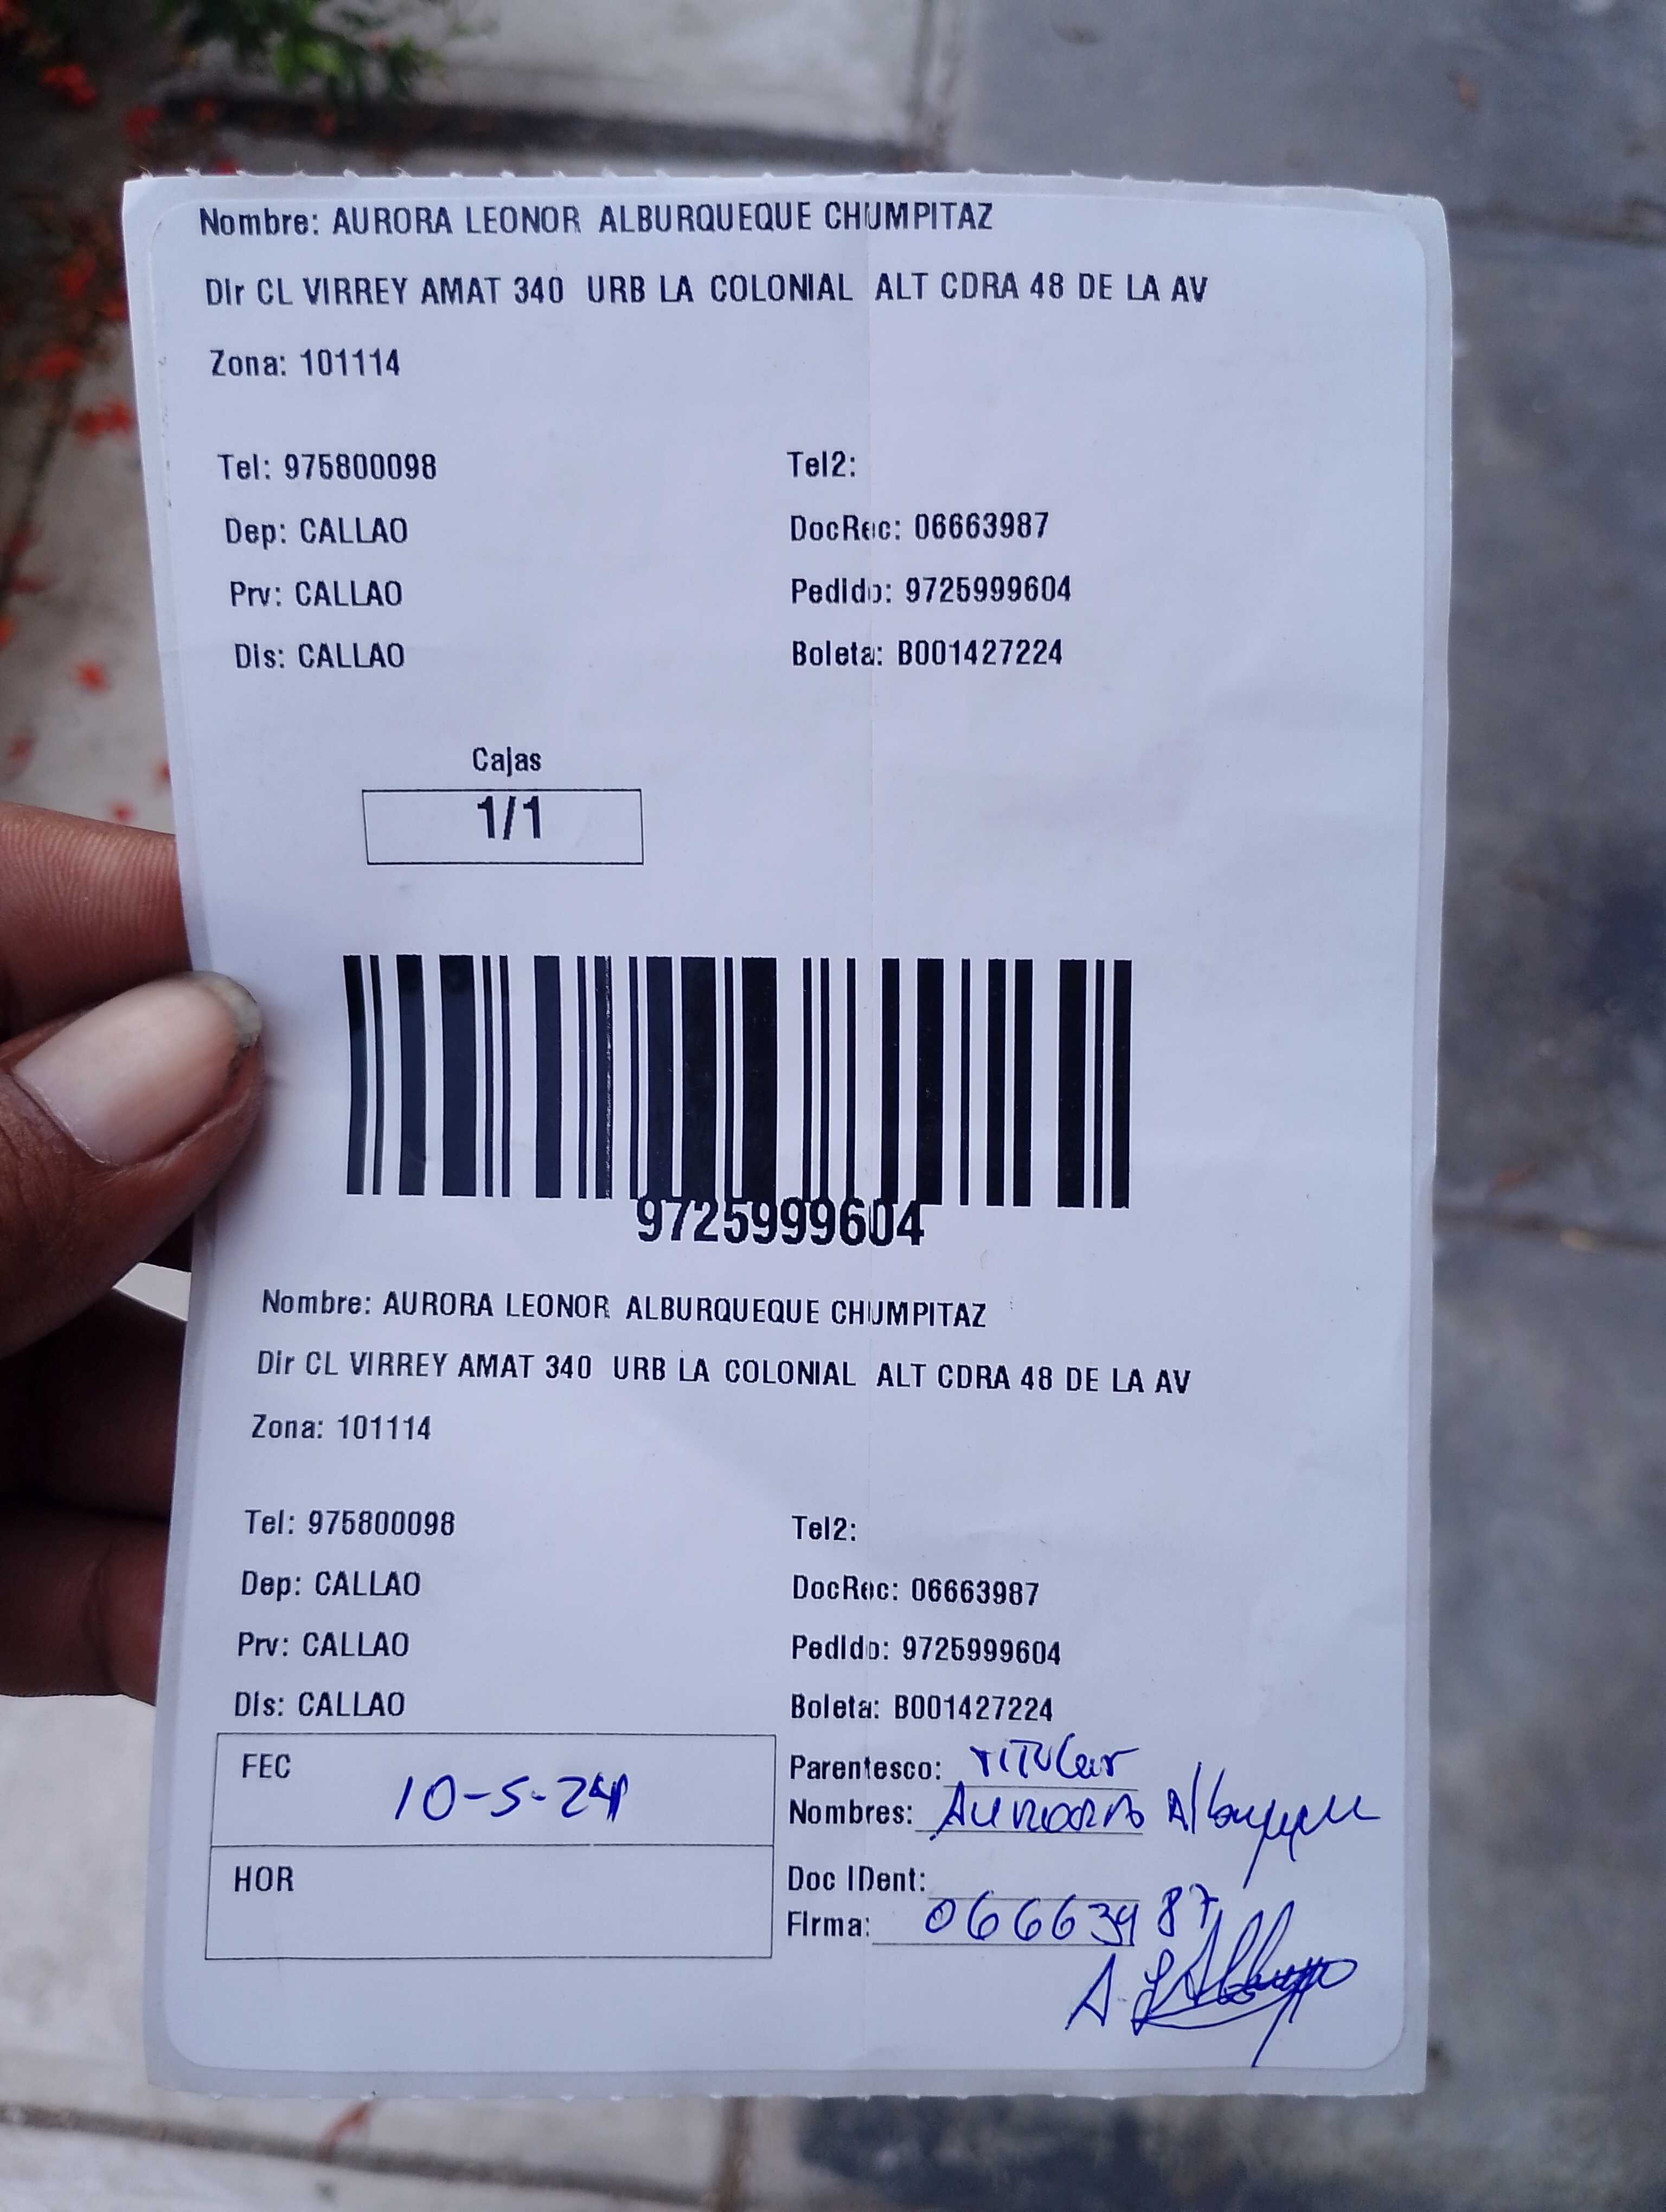 Nombre: AURORA LEONOR ALBURQUEQUE CHUMPITAZ
Dir CL VIRREY AMAT 340 URB LA COLONIAL ALT CDRA 48 DE LA AV
Zona: 101114
Tel: 975800098 Tel2:
Dep: CALLAO DocRec: 06663987
Prv: CALLAO Pedido: 9725999604
Dis: CALLAO Boleta: B001427224
Cajas
1/1
9725999604
Nombre: AURORA LEONOR ALBURQUEQUE CHUMPITAZ
Dir CL VIRREY AMAT 340 URB LA COLONIAL ALT CDRA 48 DE LA AV
Zona: 101114
Tel: 975800098 Tel2:
Dep: CALLAO DocRec: 06663987
Prv: CALLAO Pedido: 9725999604
Dis: CALLAO Boleta: B001427224
FEC 10-5-24
Parentesco: TITULar
Nombres: AURORA Alburqueque
HOR
Doc IDent:
Firma: 06663987